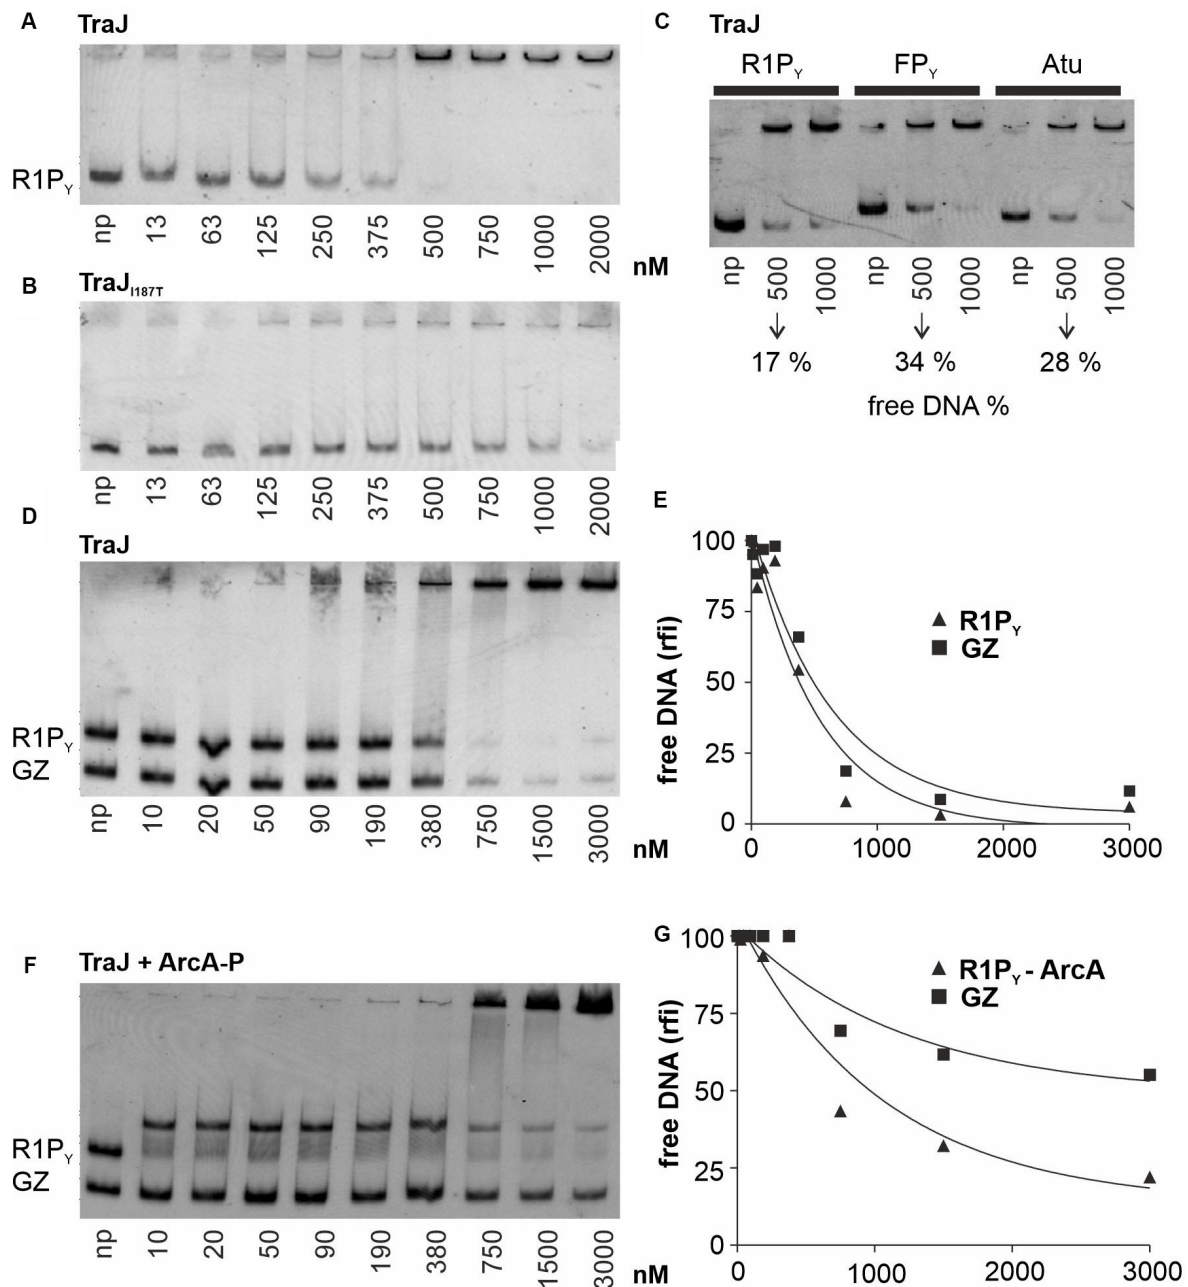 A TraJ
R1PY
np 13 63 125 250 375 500 750 1000 2000
nM
B TraJI187T
np 13 63 125 250 375 500 750 1000 2000
C TraJ
R1PY FPY Atu
np 500 1000 np 500 1000 np 500 1000
17 % 34 % 28 %
free DNA %
D TraJ
R1PY
GZ
np 10 20 50 90 190 380 750 1500 3000
nM
E
free DNA (rfi)
100
75
50
25
0
0 1000 2000 3000
R1PY
GZ
F TraJ + ArcA-P
R1PY
GZ
np 10 20 50 90 190 380 750 1500 3000
nM
G
free DNA (rfi)
100
75
50
25
0
0 1000 2000 3000
R1PY - ArcA
GZ